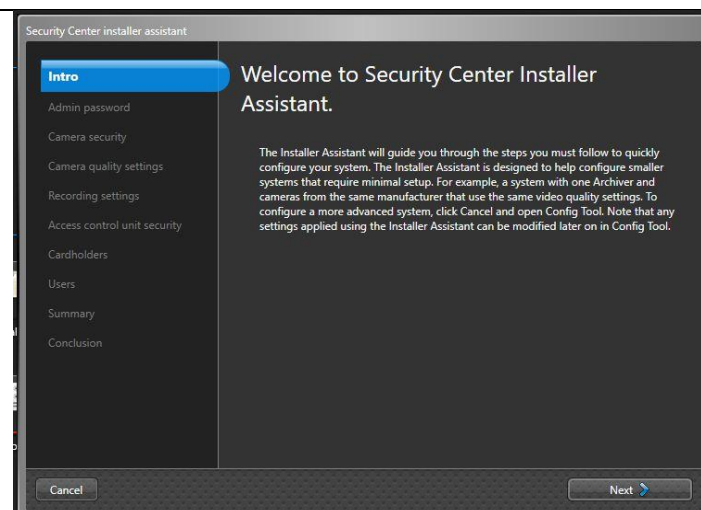 Security Center installer assistant
Intro
Admin password
Camera security
Camera quality settings
Recording settings
Access control unit security
Cardholders
Users
Summary
Conclusion
Welcome to Security Center Installer
Assistant.
The Installer Assistant will guide you through the steps you must follow to quickly
configure your system. The Installer Assistant is designed to help configure smaller
systems that require minimal setup. For example, a system with one Archiver and
cameras from the same manufacturer that use the same video quality settings. To
configure a more advanced system, click Cancel and open Config Tool. Note that any
settings applied using the Installer Assistant can be modified later on in Config Tool.
Cancel
Next